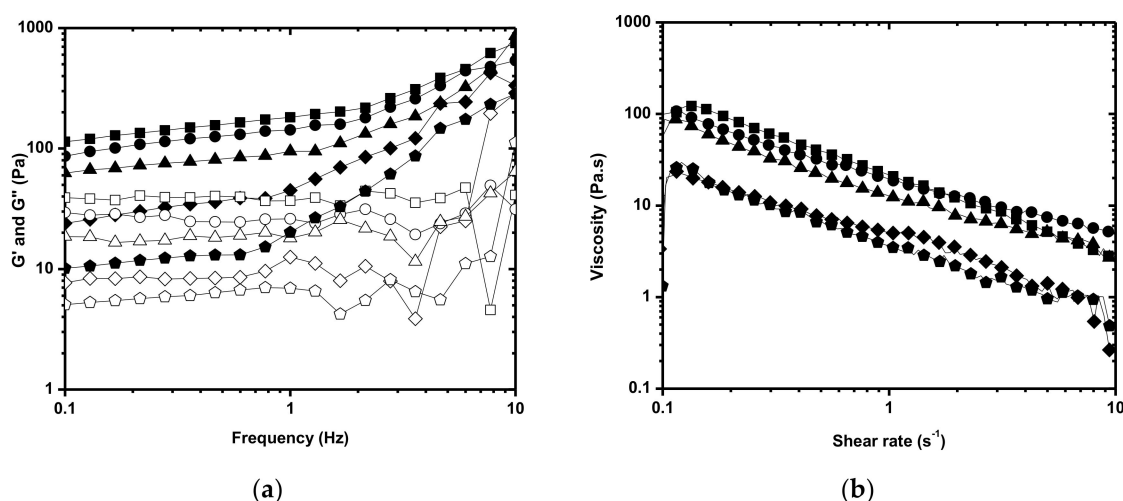 1000
100
10
1
G' and G" (Pa)
0.1
1
10
Frequency (Hz)
(a)
1000
100
10
1
0.1
Viscosity (Pa.s)
0.1
1
10
Shear rate (s⁻¹)
(b)